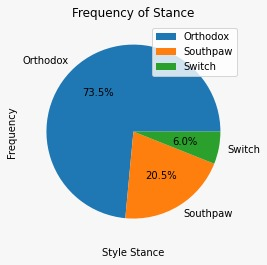 Frequency of Stance
Orthodox
Southpaw
Switch
Orthodox
73.5%
6.0%
Switch
20.5%
Southpaw
Frequency
Style Stance